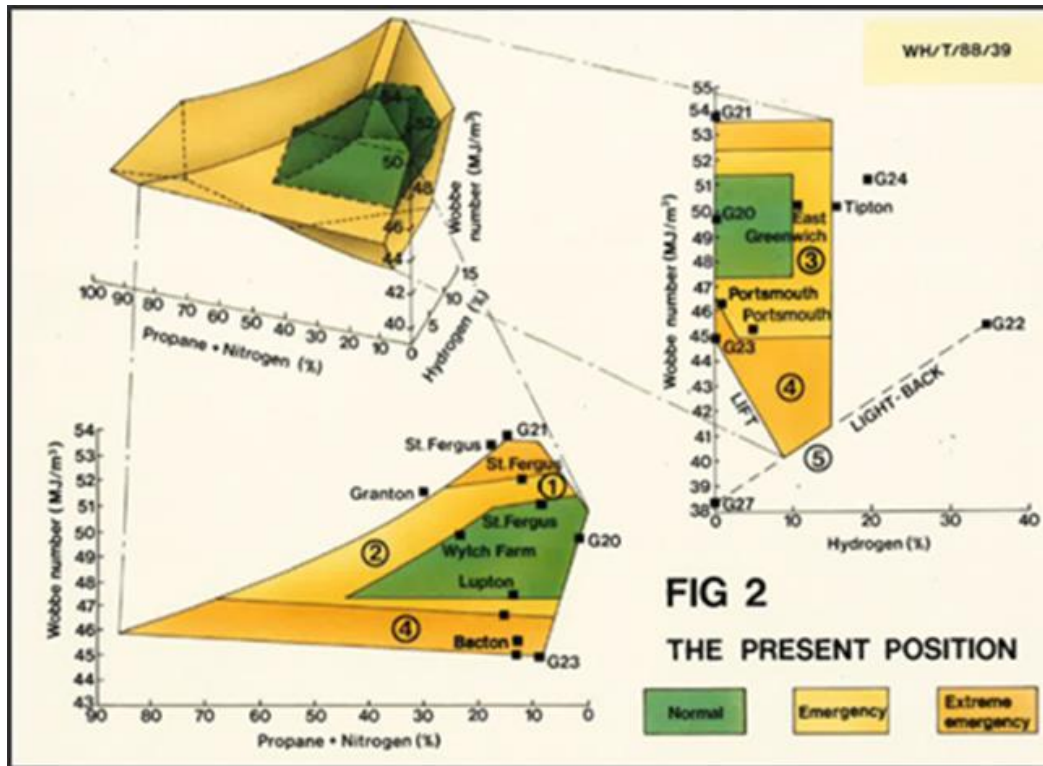 WH/T/88/39
54
52
50
48
46
44
42
40
Wobbe
number (MJ/m³)
15
10
5
0
Hydrogen (%)
100 90 80 70 60 50 40 30 20 10 0
Propane + Nitrogen (%)
55
54
53
52
51
50
49
48
47
46
45
44
43
42
41
40
39
38
Wobbe number (MJ/m³)
G21
G24
G20
East
Greenwich
Tipton
③
Portsmouth
Portsmouth
G23
G22
④
LIFT
LIGHT-BACK
⑤
G27
0 10 20 30 40
Hydrogen (%)
54
53
52
51
50
49
48
47
46
45
44
43
Wobbe number (MJ/m³)
G21
St. Fergus
St. Fergus
①
Granton
St. Fergus
G20
②
Wytch Farm
Lupton
④
Bacton
G23
90 80 70 60 50 40 30 20 10 0
Propane + Nitrogen (%)
FIG 2
THE PRESENT POSITION
Normal
Emergency
Extreme
emergency